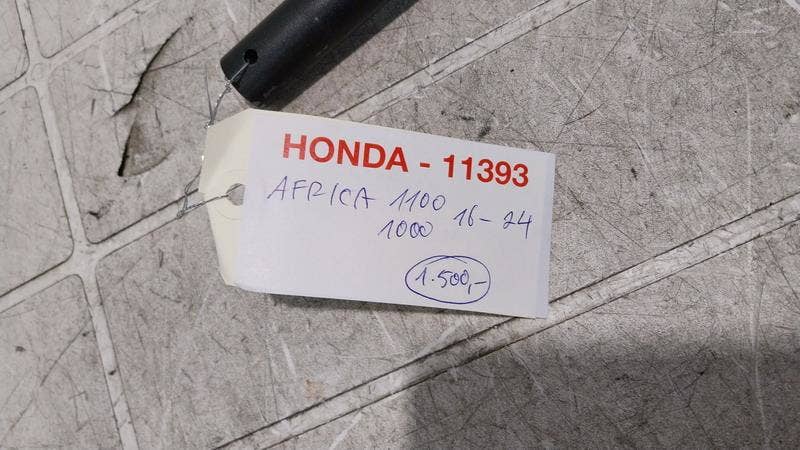 HONDA - 11393
AFRICA 1100 16-24
1000
1.500,-